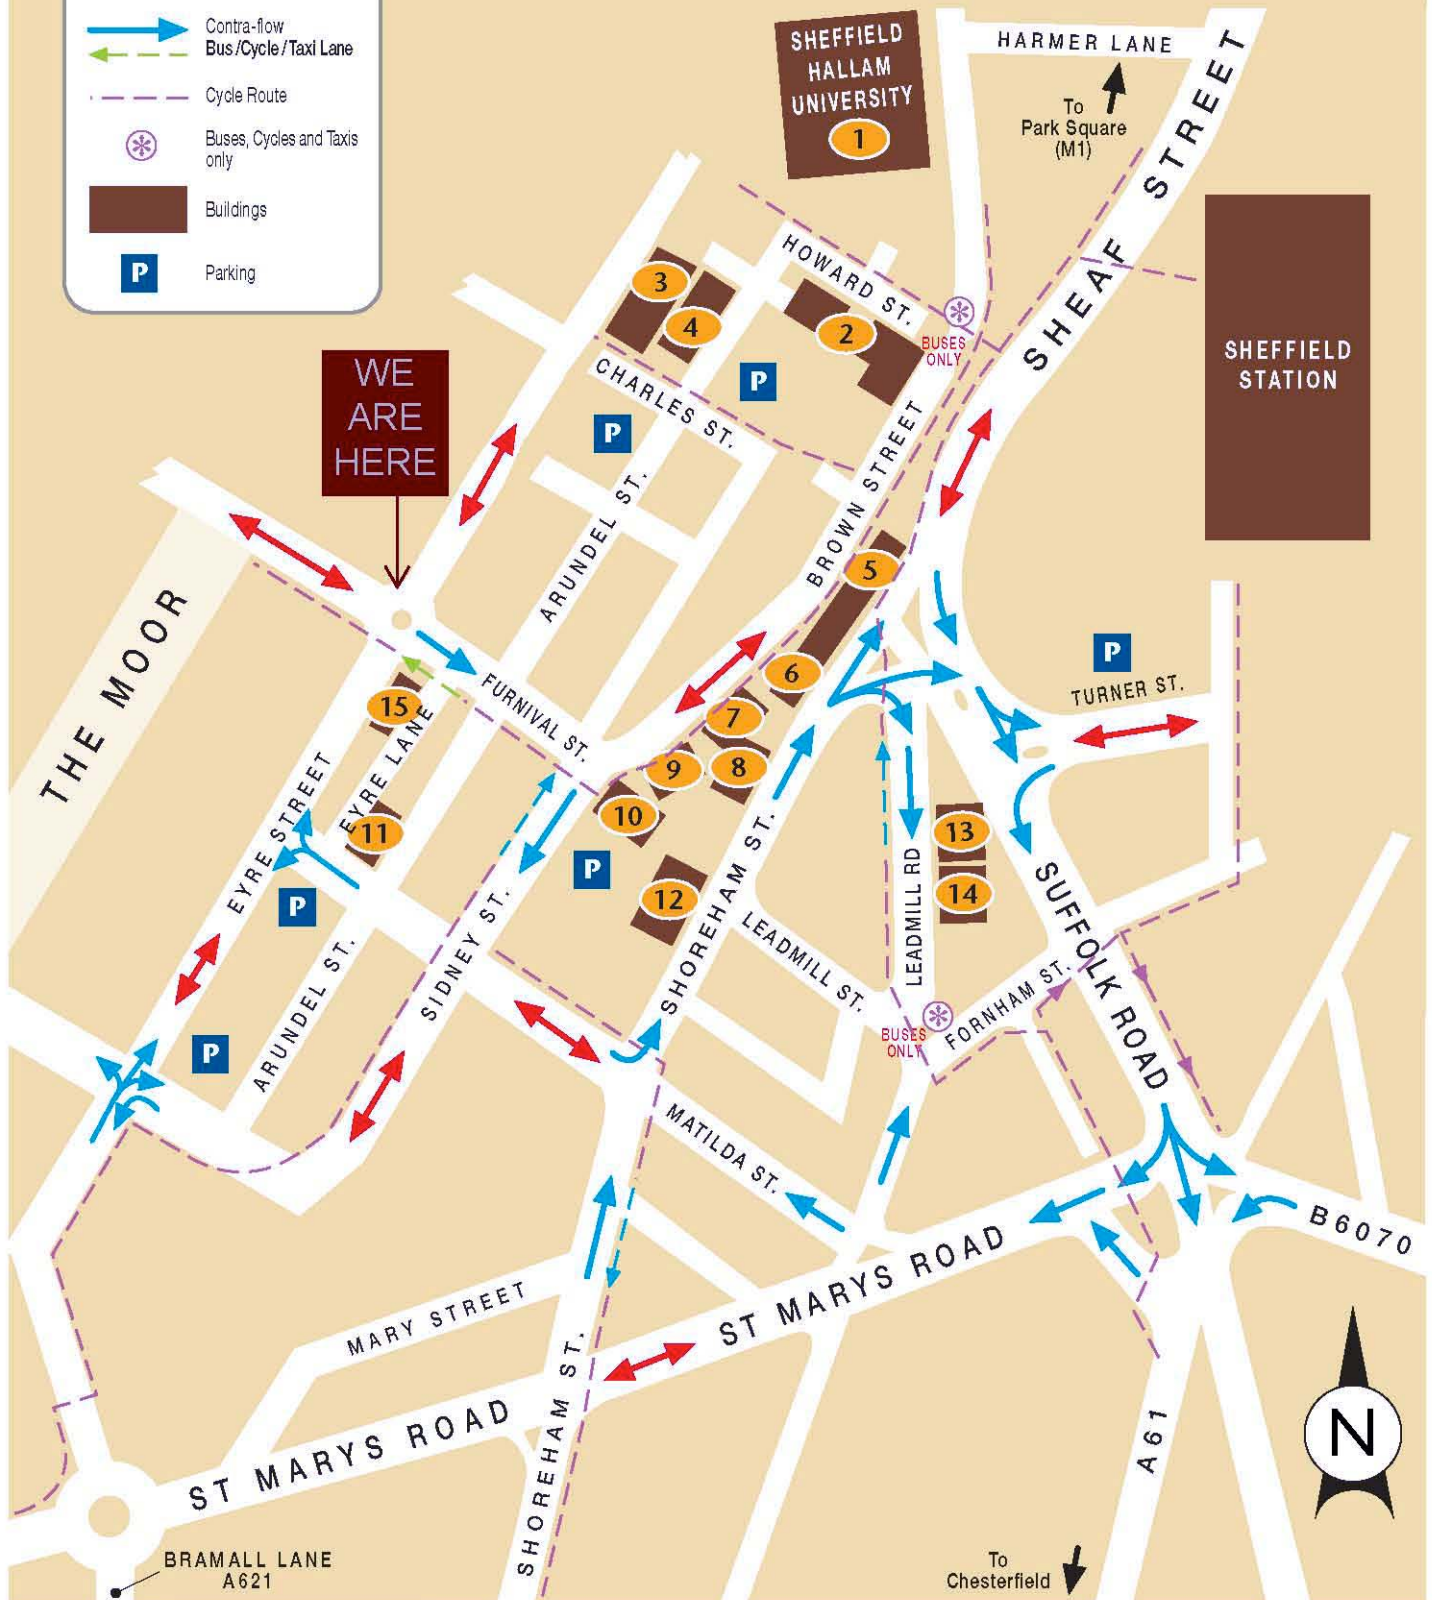 Contra-flow
Bus/Cycle/Taxi Lane
Cycle Route
Buses, Cycles and Taxis
only
Buildings
P
Parking
SHEFFIELD
HALLAM
UNIVERSITY
1
HARMER LANE
To
Park Square
(M1)
SHEAF STREET
SHEFFIELD
STATION
HOWARD ST.
3
4
2
BUSES
ONLY
CHARLES ST.
P
P
WE
ARE
HERE
ARUNDEL ST.
BROWN STREET
5
6
THE MOOR
P
TURNER ST.
15
FURNIVAL ST.
7
8
9
10
EYRE LANE
11
EYRE STREET
P
P
12
13
14
SHOREHAM ST.
LEADMILL RD
LEADMILL ST.
SIDNEY ST.
ARUNDEL ST.
P
SUFFOLK ROAD
FORNHAM ST.
BUSES
ONLY
MATILDA ST.
B6070
ST MARYS ROAD
MARY STREET
SHOREHAM ST.
ST MARYS ROAD
A61
N
BRAMALL LANE
A621
To
Chesterfield